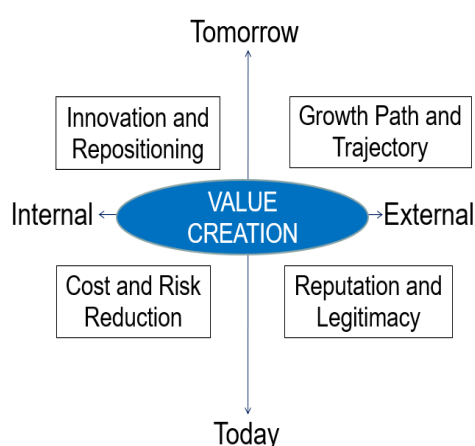 Tomorrow
Innovation and
Repositioning
Growth Path and
Trajectory
Internal
VALUE
CREATION
External
Cost and Risk
Reduction
Reputation and
Legitimacy
Today